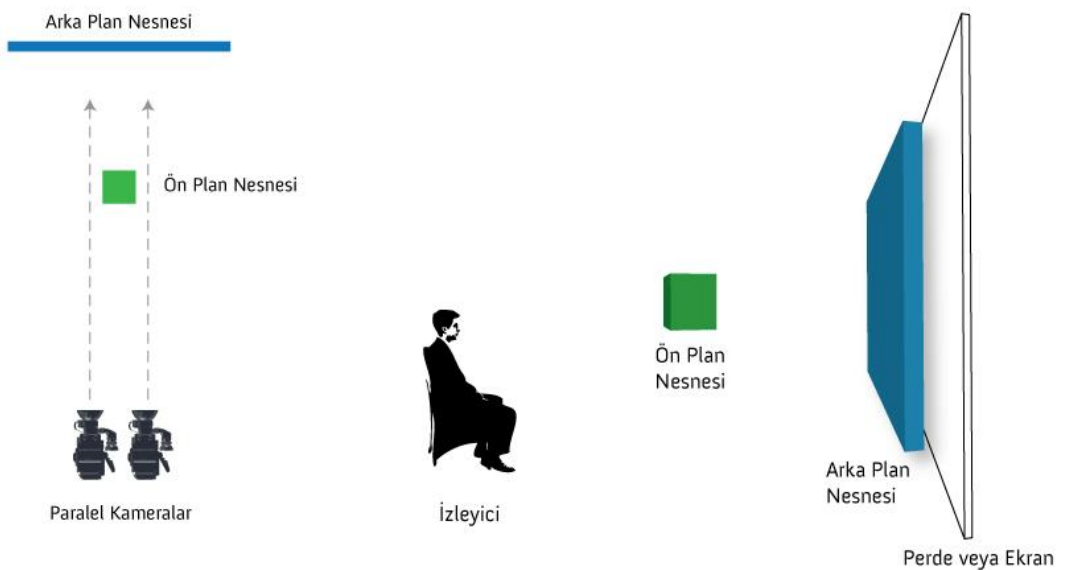 Arka Plan Nesnesi
Ön Plan Nesnesi
Paralel Kameralar
İzleyici
Ön Plan
Nesnesi
Arka Plan
Nesnesi
Perde veya Ekran